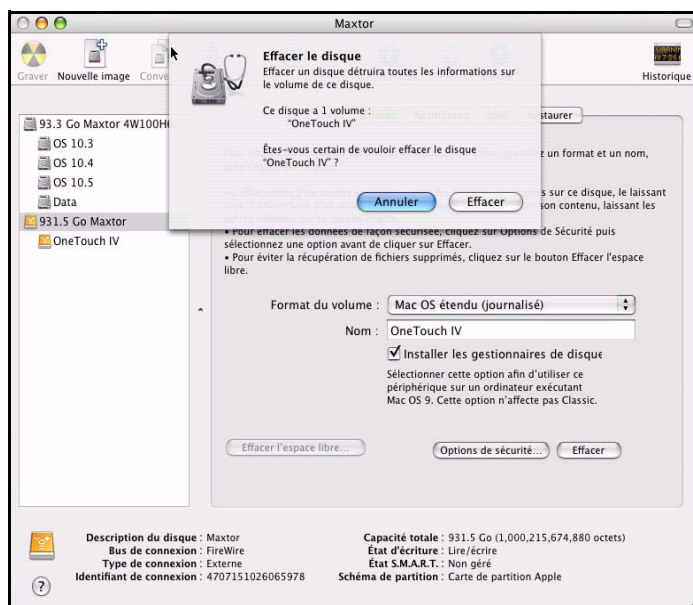 Maxtor
Graver Nouvelle image Conve
Historique
Effacer le disque
Effacer un disque détruira toutes les informations sur
le volume de ce disque.
Ce disque a 1 volume :
"OneTouch IV"
Êtes-vous certain de vouloir effacer le disque
"OneTouch IV" ?
Annuler Effacer
93.3 Go Maxtor 4W100H
OS 10.3
OS 10.4
OS 10.5
Data
931.5 Go Maxtor
OneTouch IV
staurer
z un format et un nom,
s sur ce disque, le laissant
son contenu, laissant les
• Pour effacer les données de façon sécurisée, cliquez sur Options de Sécurité puis
sélectionnez une option avant de cliquer sur Effacer.
• Pour éviter la récupération de fichiers supprimés, cliquez sur le bouton Effacer l'espace
libre.
Format du volume : Mac OS étendu (journalisé)
Nom : OneTouch IV
Installer les gestionnaires de disque
Sélectionner cette option afin d'utiliser ce
périphérique sur un ordinateur exécutant
Mac OS 9. Cette option n'affecte pas Classic.
Effacer l'espace libre... Options de sécurité... Effacer
Description du disque : Maxtor
Bus de connexion : FireWire
Type de connexion : Externe
Identifiant de connexion : 4707151026065978
Capacité totale : 931.5 Go (1,000,215,674,880 octets)
État d'écriture : Lire/écrire
État S.M.A.R.T. : Non géré
Schéma de partition : Carte de partition Apple
?